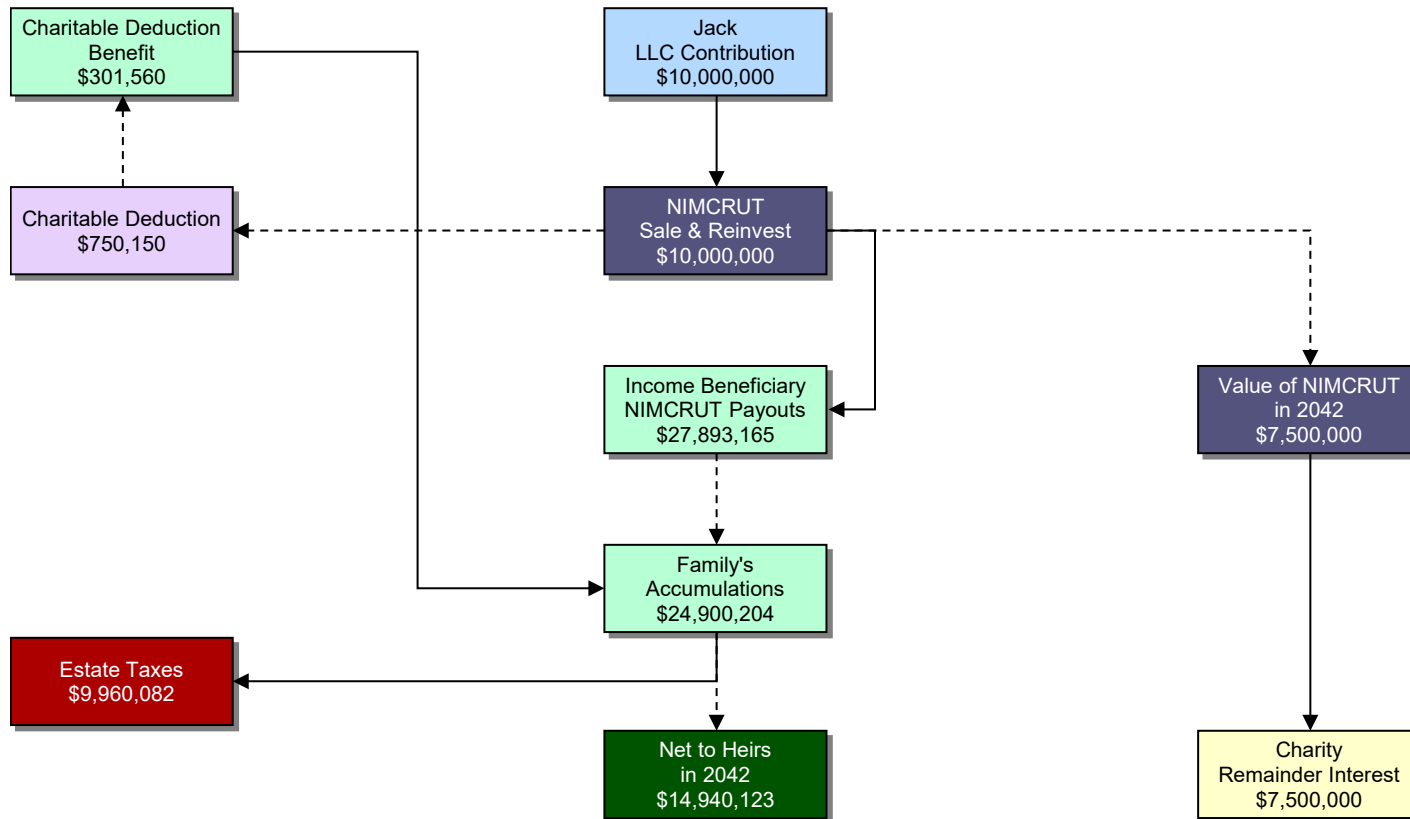 Charitable Deduction
Benefit
$301,560
Jack
LLC Contribution
$10,000,000
Charitable Deduction
$750,150
NIMCRUT
Sale & Reinvest
$10,000,000
Income Beneficiary
NIMCRUT Payouts
$27,893,165
Value of NIMCRUT
in 2042
$7,500,000
Family's
Accumulations
$24,900,204
Estate Taxes
$9,960,082
Net to Heirs
in 2042
$14,940,123
Charity
Remainder Interest
$7,500,000